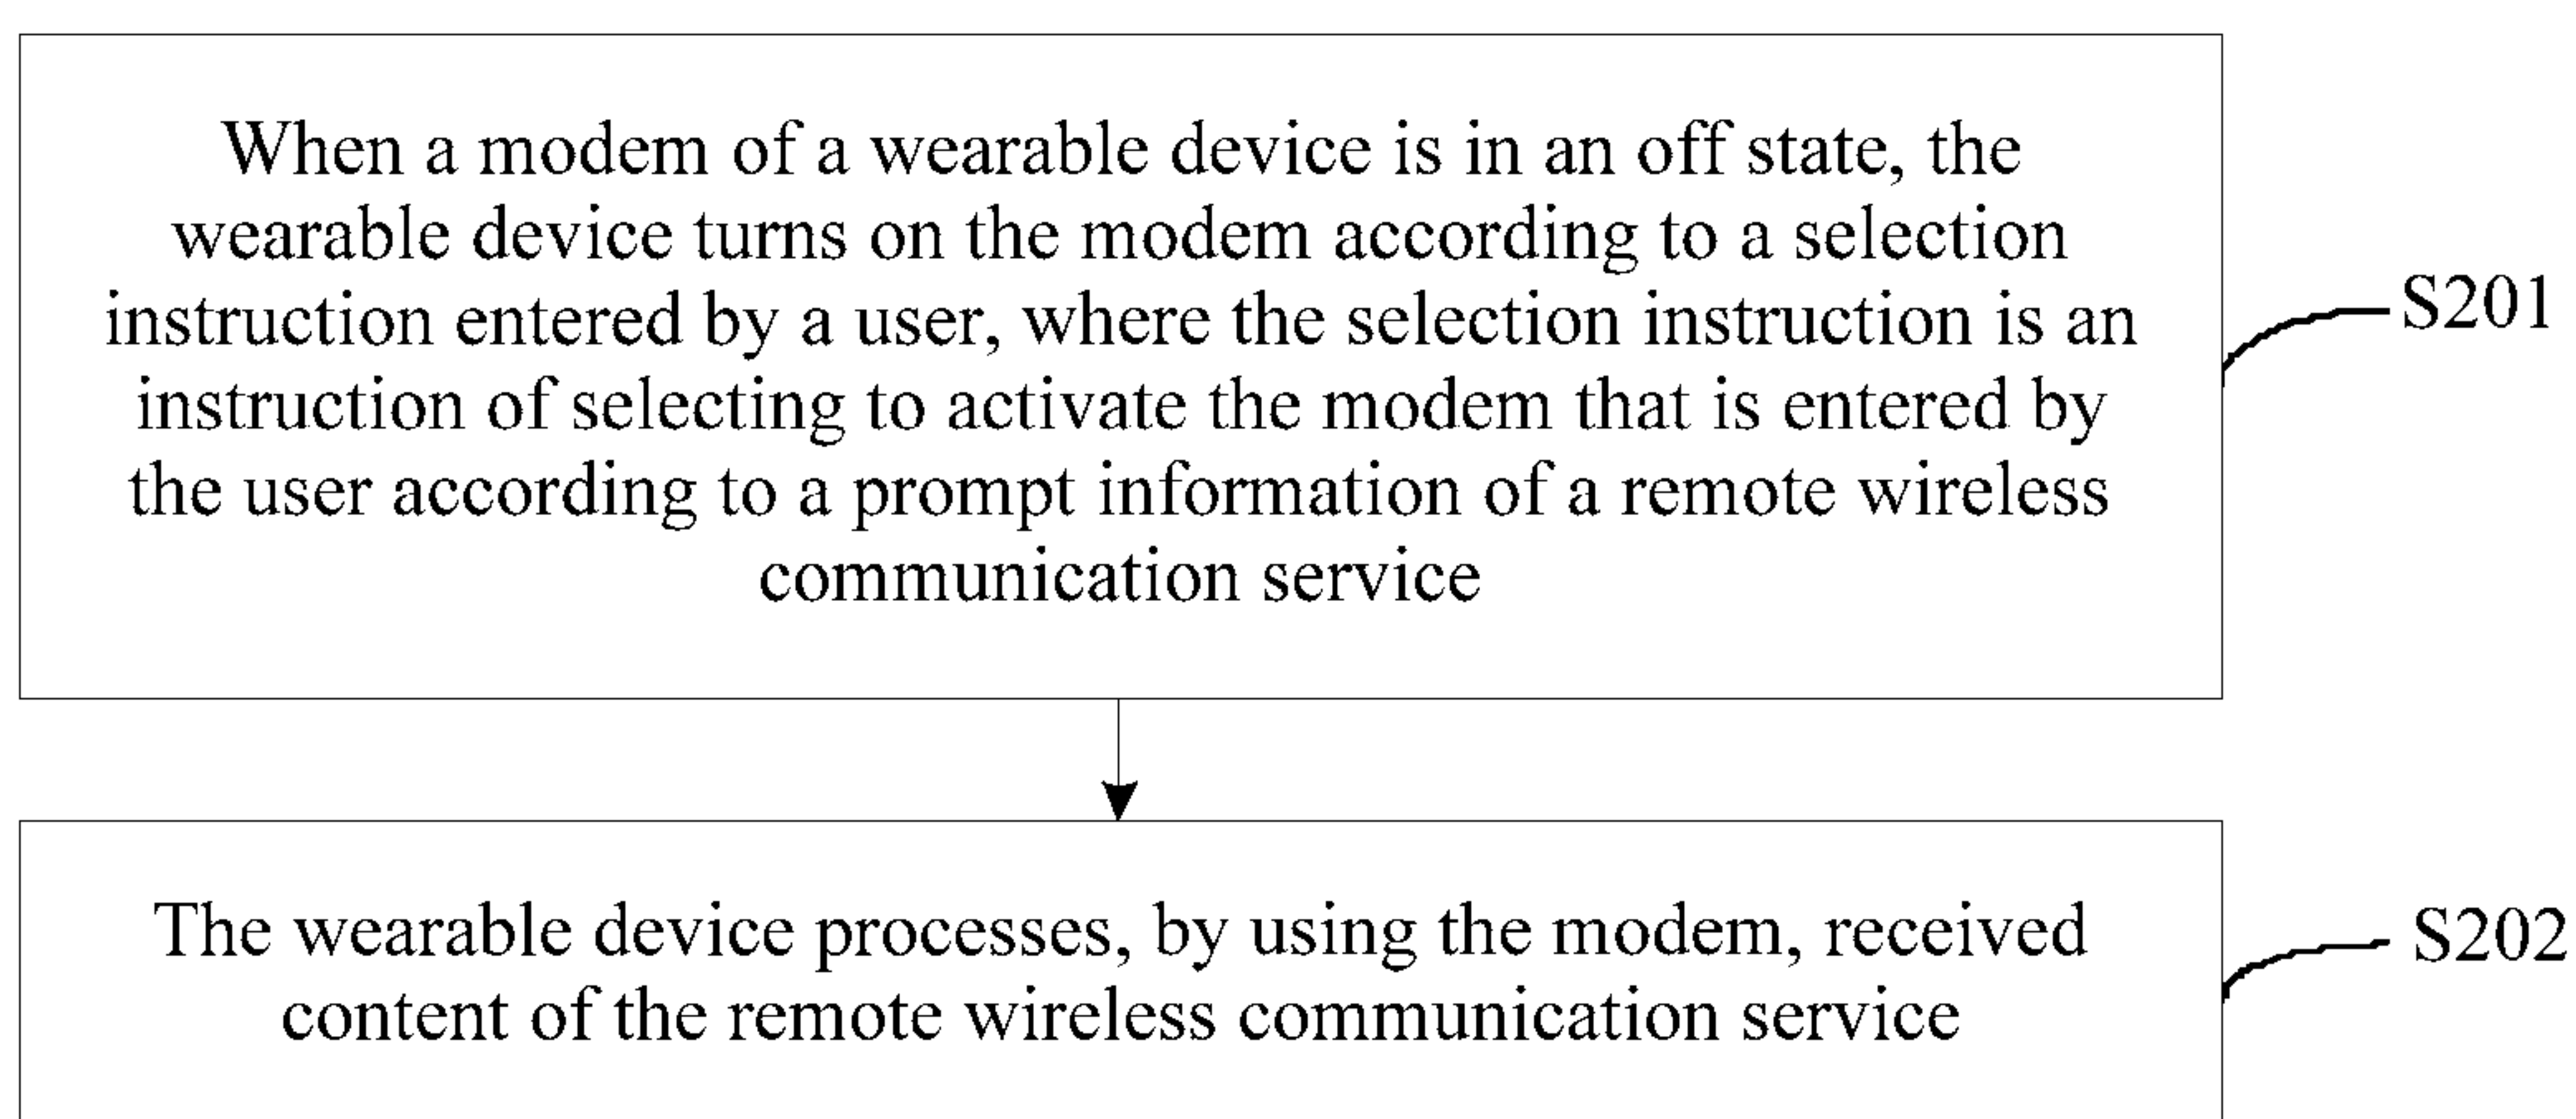 When a modem of a wearable device is in an off state, the
wearable device turns on the modem according to a selection
instruction entered by a user, where the selection instruction is an
instruction of selecting to activate the modem that is entered by
the user according to a prompt information of a remote wireless
communication service
S201
The wearable device processes, by using the modem, received
content of the remote wireless communication service
S202